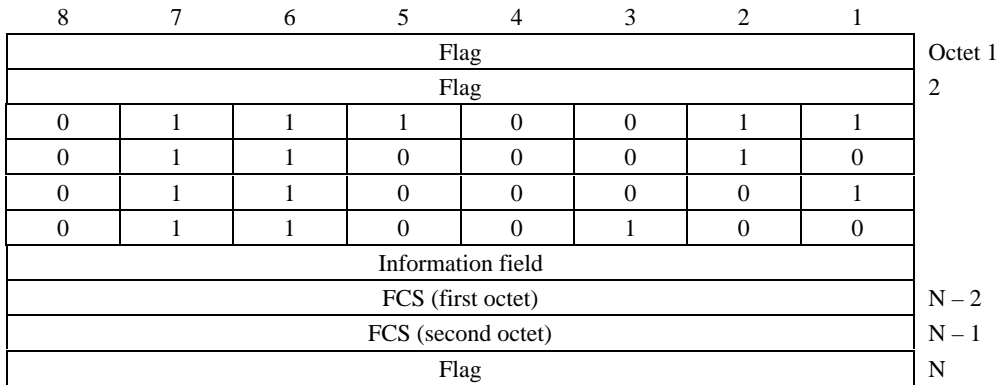 8 7 6 5 4 3 2 1
Flag Octet 1
Flag 2
0 1 1 1 0 0 1 1
0 1 1 0 0 0 1 0
0 1 1 0 0 0 0 1
0 1 1 0 0 1 0 0
Information field
FCS (first octet) N – 2
FCS (second octet) N – 1
Flag N